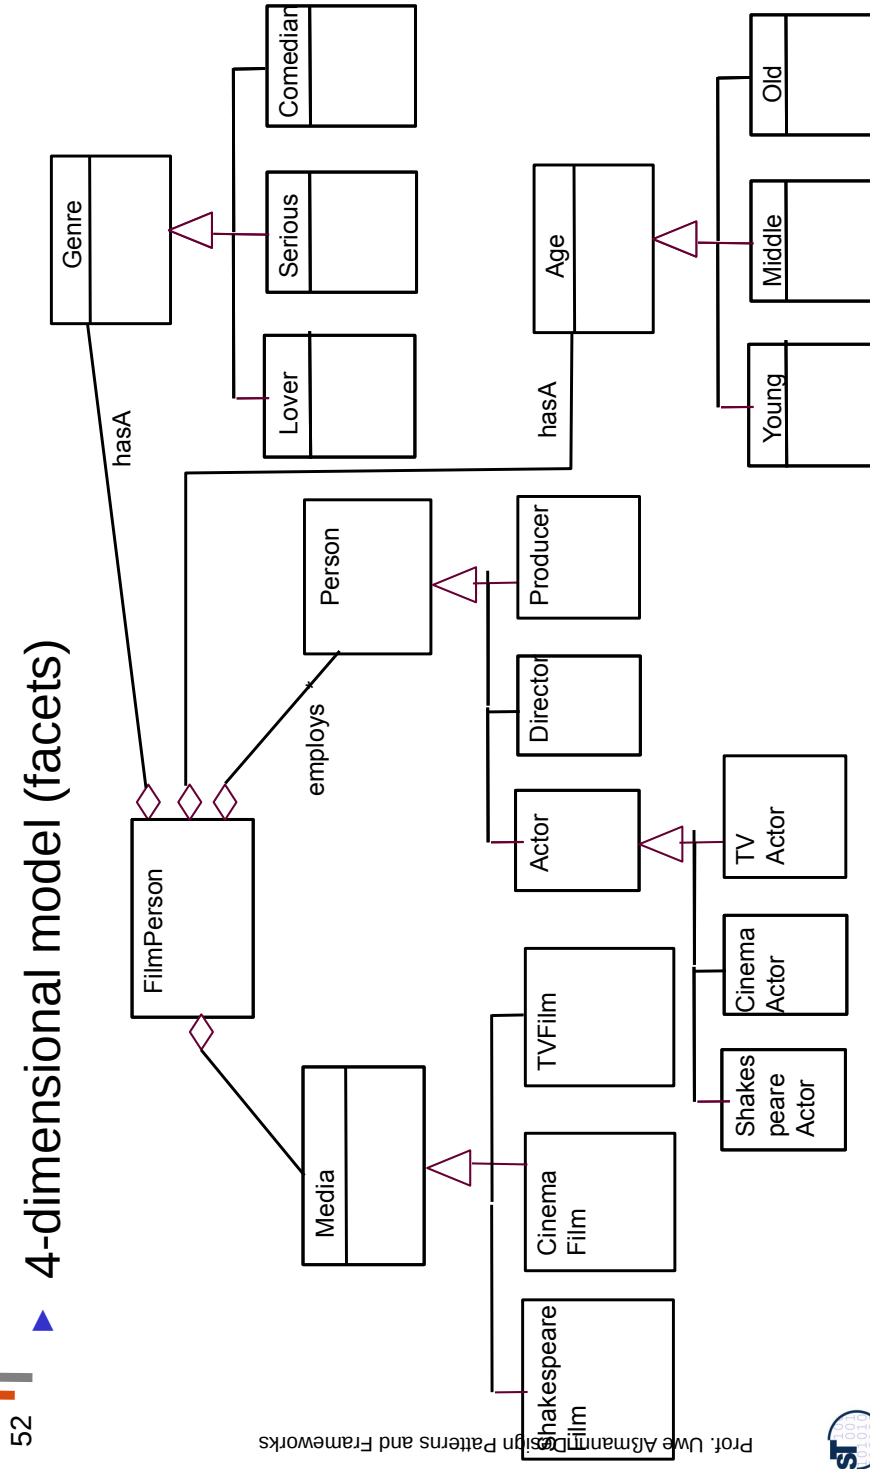 52
► 4-dimensional model (facets)
Genre
Comedian
Serious
Lover
hasA
Age
Old
Middle
Young
hasA
Person
employs
*
Producer
Director
Actor
TV
Actor
Cinema
Actor
Shakes
peare
Actor
FilmPerson
Media
TVFilm
Cinema
Film
Shakespeare
Film
Prof. Uwe Aßmann, Design Patterns and Frameworks
ST